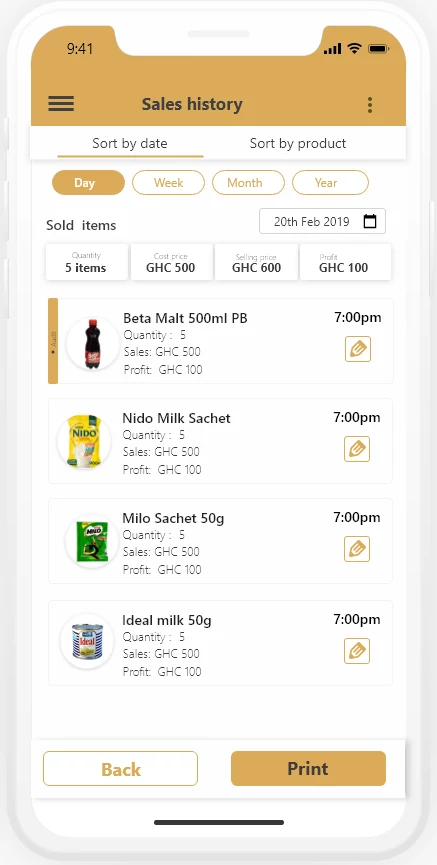 9:41
Sales history
Sort by date Sort by product
Day Week Month Year
Sold items 20th Feb 2019
Quantity Cost price Selling price Profit
5 items GHC 500 GHC 600 GHC 100
Audit
Beta Malt 500ml PB 7:00pm
Quantity : 5
Sales: GHC 500
Profit: GHC 100
NIDO
Nido Milk Sachet 7:00pm
Quantity : 5
Sales: GHC 500
Profit: GHC 100
MILO
Milo Sachet 50g 7:00pm
Quantity : 5
Sales: GHC 500
Profit: GHC 100
Ideal
Ideal milk 50g 7:00pm
Quantity : 5
Sales: GHC 500
Profit: GHC 100
Back Print